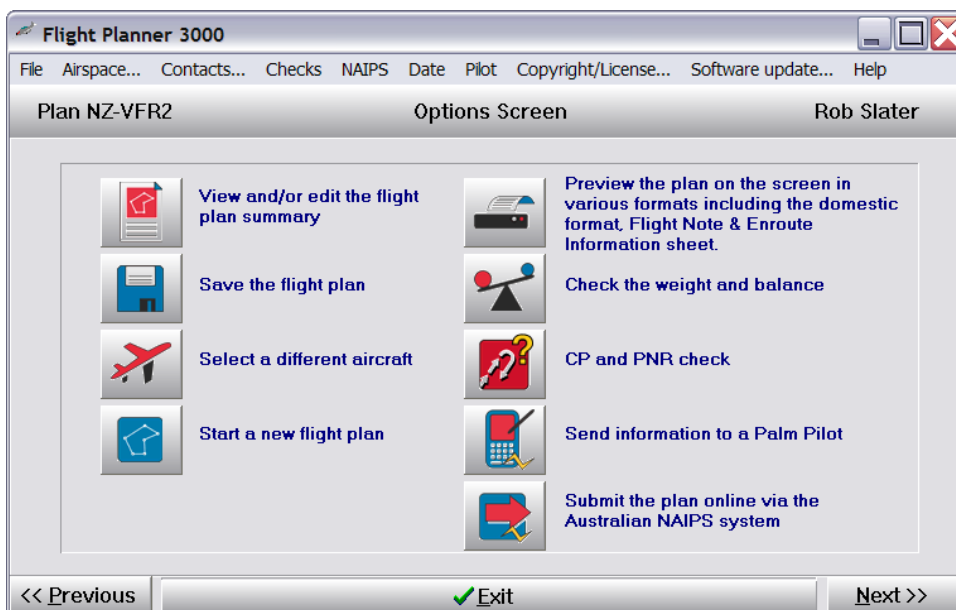 Flight Planner 3000
File Airspace... Contacts... Checks NAIPS Date Pilot Copyright/License... Software update... Help
Plan NZ-VFR2 Options Screen Rob Slater
View and/or edit the flight
plan summary
Save the flight plan
Select a different aircraft
Start a new flight plan
Preview the plan on the screen in
various formats including the domestic
format, Flight Note & Enroute
Information sheet.
Check the weight and balance
CP and PNR check
Send information to a Palm Pilot
Submit the plan online via the
Australian NAIPS system
<< Previous Exit Next >>